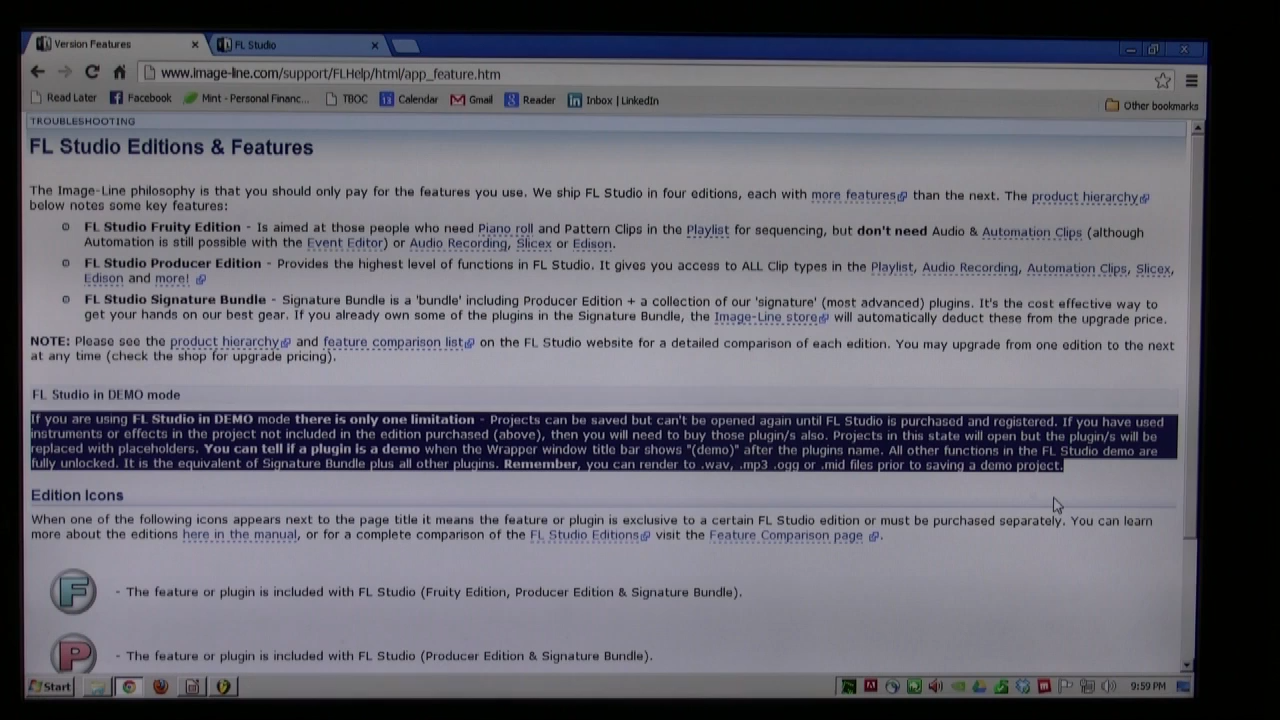 Version Features
FL Studio
www.image-line.com/support/FLHelp/html/app_feature.htm
Read Later Facebook Mint - Personal Financ... TBOC Calendar Gmail Reader Inbox | LinkedIn Other bookmarks
TROUBLESHOOTING
FL Studio Editions & Features
The Image-Line philosophy is that you should only pay for the features you use. We ship FL Studio in four editions, each with more features than the next. The product hierarchy
below notes some key features:
FL Studio Fruity Edition - Is aimed at those people who need Piano roll and Pattern Clips in the Playlist for sequencing, but don't need Audio & Automation Clips (although
Automation is still possible with the Event Editor) or Audio Recording, Slicex or Edison.
FL Studio Producer Edition - Provides the highest level of functions in FL Studio. It gives you access to ALL Clip types in the Playlist, Audio Recording, Automation Clips, Slicex,
Edison and more!
FL Studio Signature Bundle - Signature Bundle is a 'bundle' including Producer Edition + a collection of our 'signature' (most advanced) plugins. It's the cost effective way to
get your hands on our best gear. If you already own some of the plugins in the Signature Bundle, the Image-Line store will automatically deduct these from the upgrade price.
NOTE: Please see the product hierarchy and feature comparison list on the FL Studio website for a detailed comparison of each edition. You may upgrade from one edition to the next
at any time (check the shop for upgrade pricing).
FL Studio in DEMO mode
If you are using FL Studio in DEMO mode there is only one limitation - Projects can be saved but can't be opened again until FL Studio is purchased and registered. If you have used
instruments or effects in the project not included in the edition purchased (above), then you will need to buy those plugin/s also. Projects in this state will open but the plugin/s will be
replaced with placeholders. You can tell if a plugin is a demo when the Wrapper window title bar shows "(demo)" after the plugins name. All other functions in the FL Studio demo are
fully unlocked. It is the equivalent of Signature Bundle plus all other plugins. Remember, you can render to .wav, .mp3 .ogg or .mid files prior to saving a demo project.
Edition Icons
When one of the following icons appears next to the page title it means the feature or plugin is exclusive to a certain FL Studio edition or must be purchased separately. You can learn
more about the editions here in the manual, or for a complete comparison of the FL Studio Editions visit the Feature Comparison page .
F - The feature or plugin is included with FL Studio (Fruity Edition, Producer Edition & Signature Bundle).
P - The feature or plugin is included with FL Studio (Producer Edition & Signature Bundle).
Start 9:59 PM